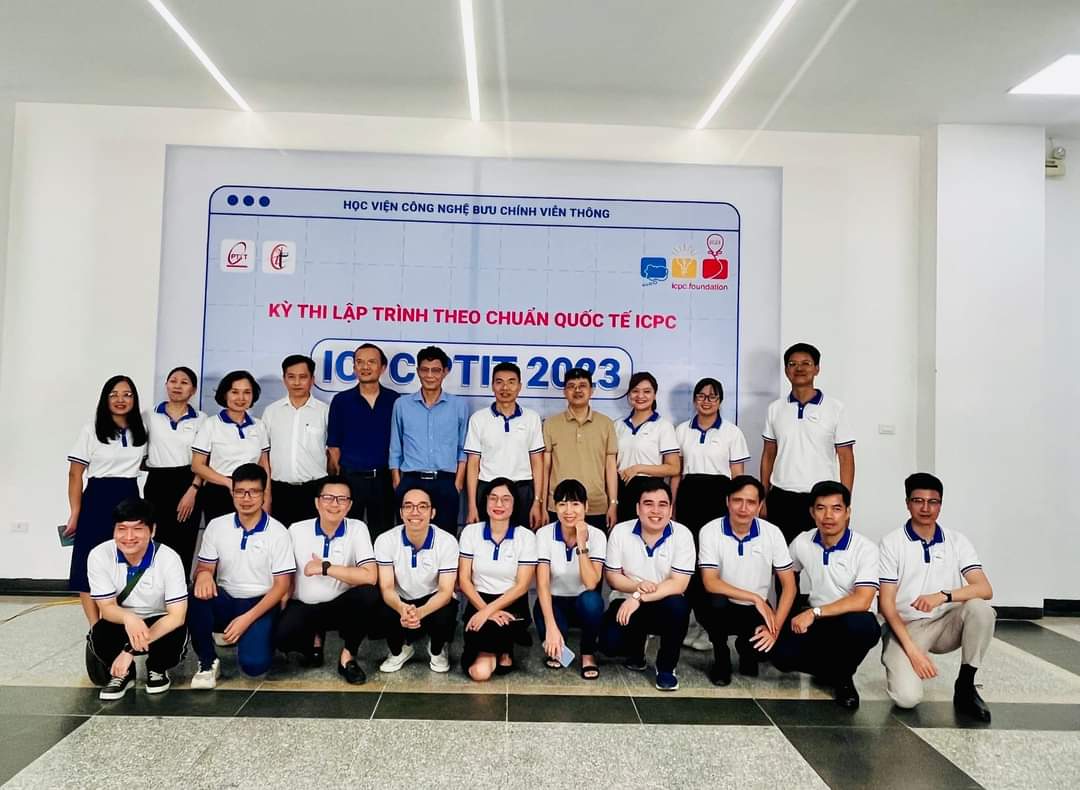 HỌC VIỆN CÔNG NGHỆ BƯU CHÍNH VIỄN THÔNG
PTIT
icpc.foundation
KỲ THI LẬP TRÌNH THEO CHUẨN QUỐC TẾ ICPC
2023